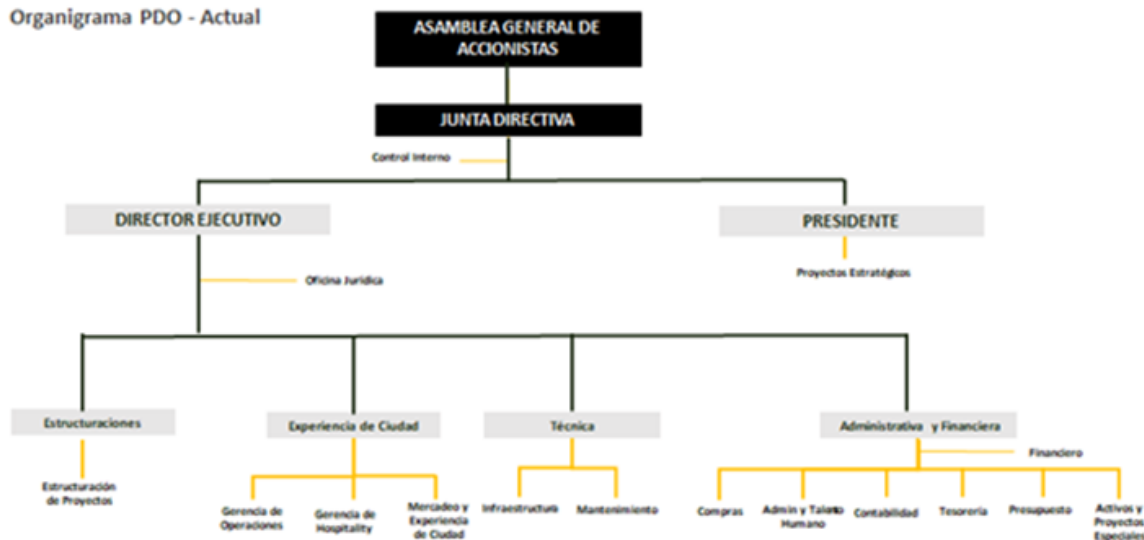 Organigrama PDO - Actual
ASAMBLEA GENERAL DE
ACCIONISTAS
JUNTA DIRECTIVA
Control Interno
DIRECTOR EJECUTIVO
PRESIDENTE
Oficina Jurídica
Proyectos Estratégicos
Estructuraciones
Experiencia de Ciudad
Técnica
Administrativa y Financiera
Financiero
Estructuración
de Proyectos
Gerencia de
Operaciones
Gerencia de
Hospitality
Mercadeo y
Experiencia
de Ciudad
Infraestructura
Mantenimiento
Compras
Admin y Talento
Humano
Contabilidad
Tesorería
Presupuesto
Activos y
Proyectos
Especiales